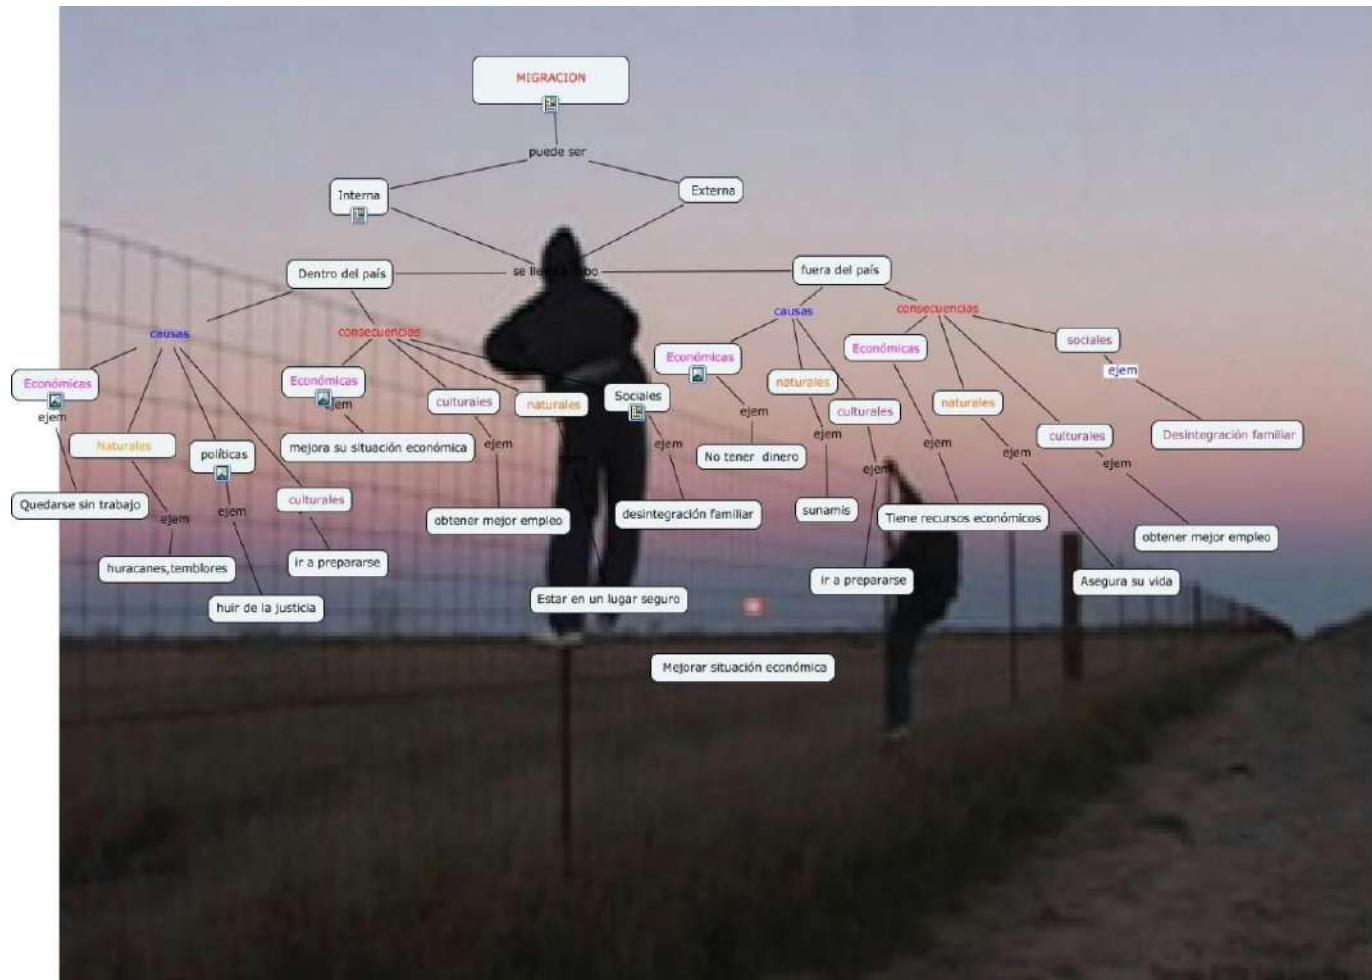 MIGRACION
puede ser
Interna
Externa
Dentro del país
se lleva a cabo
fuera del país
causas
consecuencias
causas
consecuencias
Económicas
ejem
Quedarse sin trabajo
Naturales
ejem
huracanes,temblores
políticas
ejem
huir de la justicia
culturales
ir a prepararse
Económicas
ejem
mejora su situación económica
culturales
ejem
obtener mejor empleo
naturales
Estar en un lugar seguro
Sociales
ejem
desintegración familiar
Económicas
ejem
No tener dinero
naturales
ejem
sunamis
culturales
ejem
ir a prepararse
Económicas
ejem
Tiene recursos económicos
naturales
ejem
Asegura su vida
culturales
ejem
obtener mejor empleo
sociales
ejem
Desintegración familiar
Mejorar situación económica